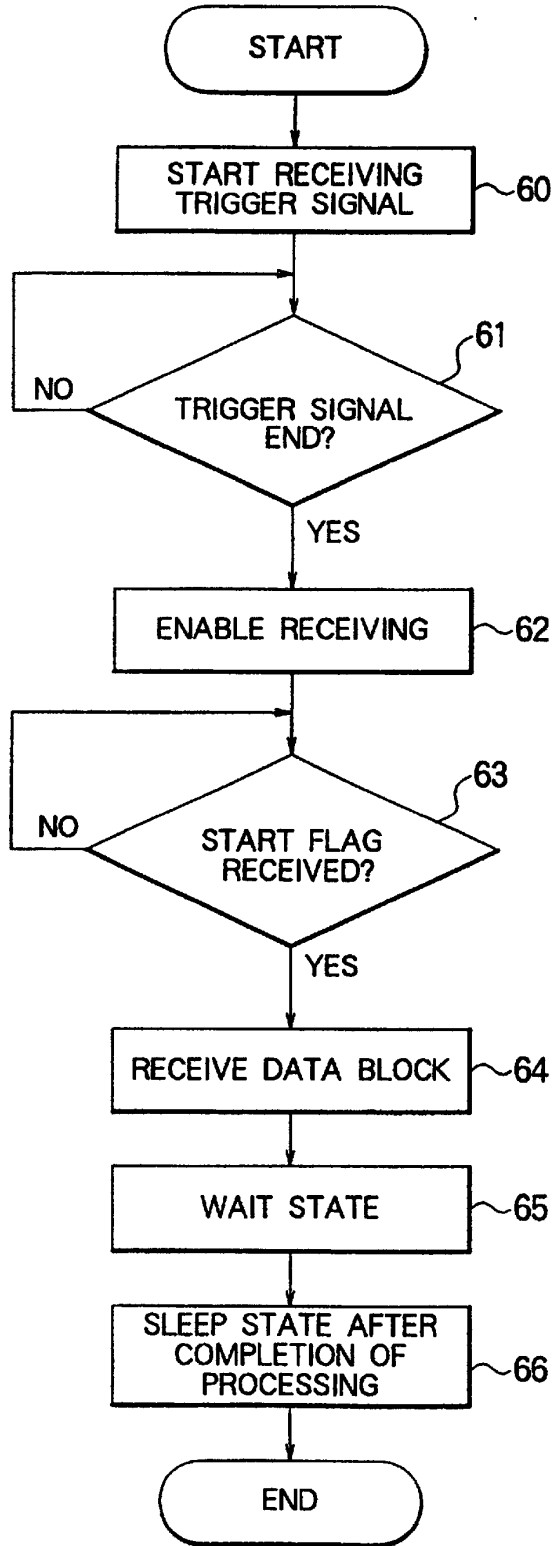 START
START RECEIVING
TRIGGER SIGNAL
60
61
NO
TRIGGER SIGNAL
END?
YES
ENABLE RECEIVING
62
63
NO
START FLAG
RECEIVED?
YES
RECEIVE DATA BLOCK
64
WAIT STATE
65
SLEEP STATE AFTER
COMPLETION OF
PROCESSING
66
END